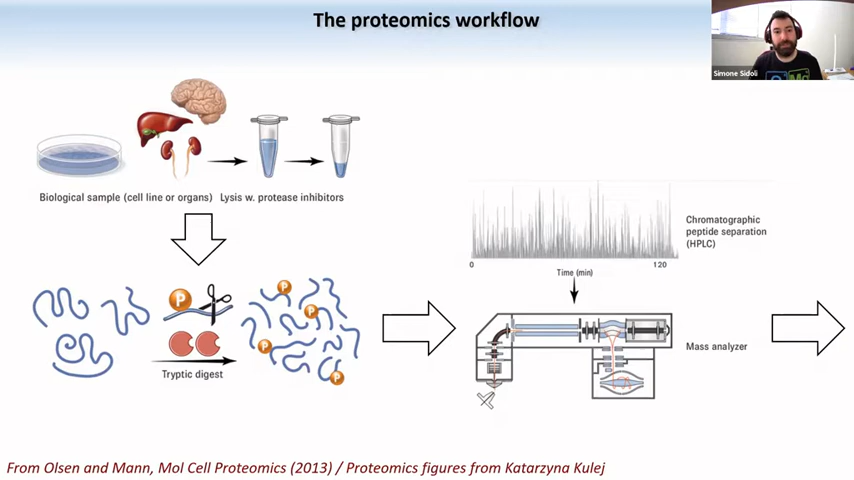 The proteomics workflow
Simone Sidoli
Biological sample (cell line or organs)
Lysis w. protease inhibitors
Chromatographic
peptide separation
(HPLC)
0
120
Time (min)
P
P
P
P
P
Tryptic digest
Mass analyzer
From Olsen and Mann, Mol Cell Proteomics (2013) / Proteomics figures from Katarzyna Kulej